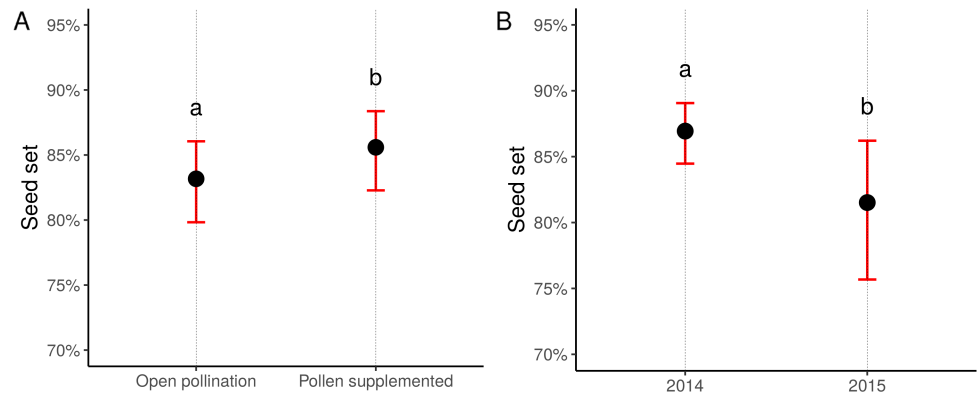 A
95%
90%
85%
80%
75%
70%
Seed set
a
b
Open pollination
Pollen supplemented
B
95%
90%
85%
80%
75%
70%
Seed set
a
b
2014
2015